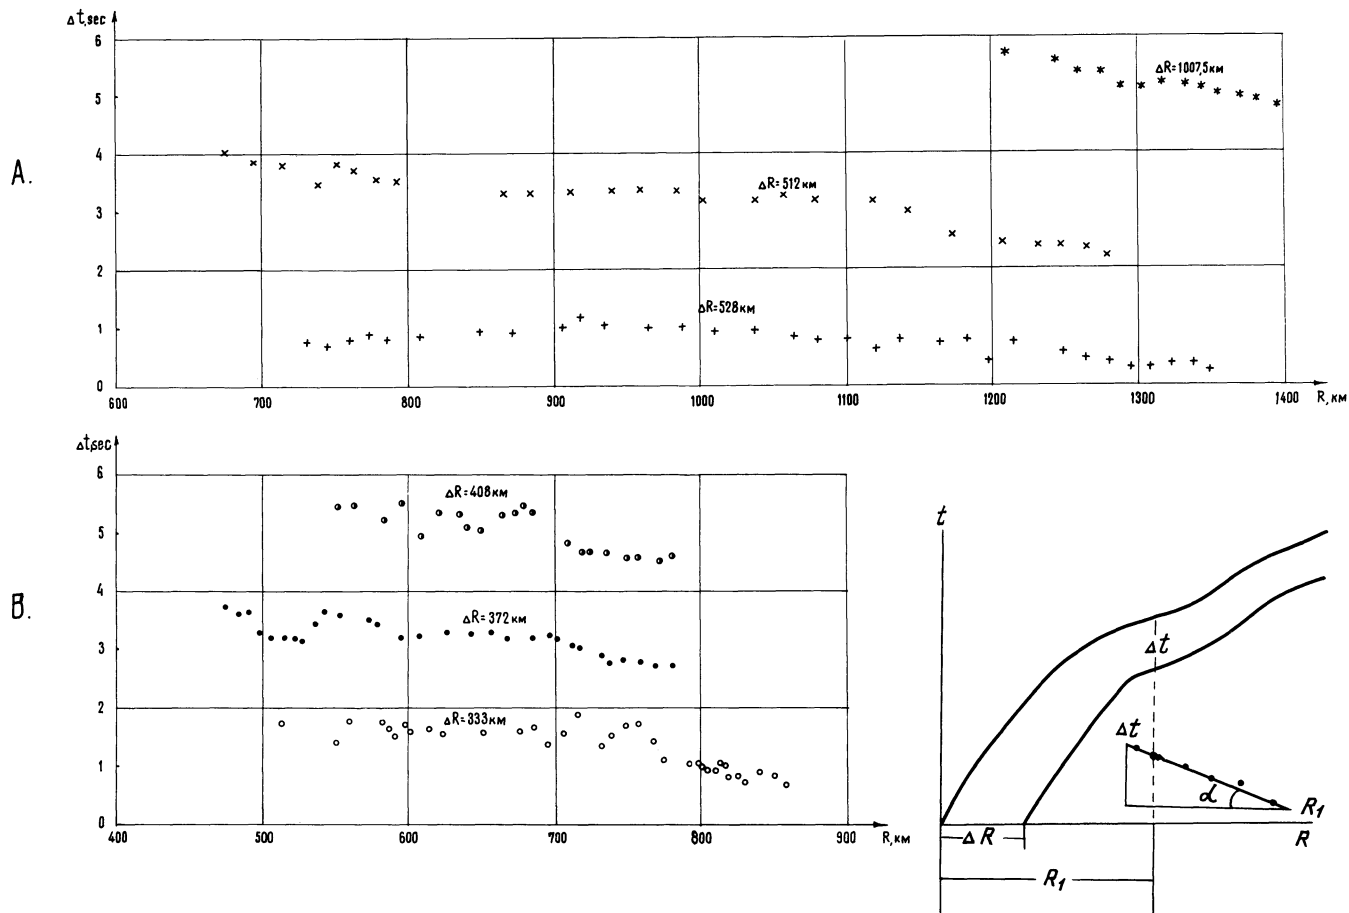 Δt,sec
6
ΔR=1007,5км
5
A.
4
ΔR=512км
3
2
ΔR=528км
1
0
600 700 800 900 1000 1100 1200 1300 1400 R, км
Δt,sec
6
ΔR=408км
5
4
B.
ΔR=372км
3
2
ΔR=333км
1
0
400 500 600 700 800 900 R, км
t
Δt
Δt
α
R₁
ΔR
R
R₁